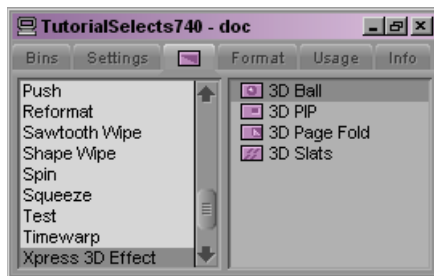 TutorialSelects740 - doc
Bins Settings Format Usage Info
Push
Reformat
Sawtooth Wipe
Shape Wipe
Spin
Squeeze
Test
Timewarp
Xpress 3D Effect
3D Ball
3D PIP
3D Page Fold
3D Slats